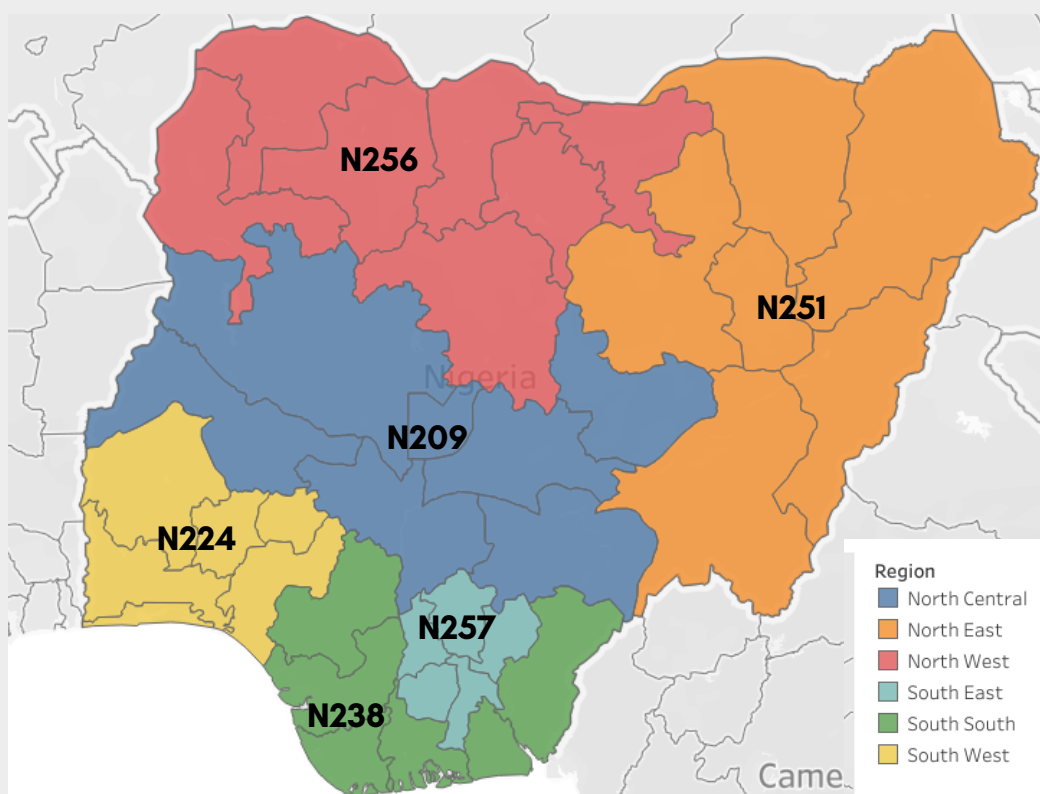 N256
N251
Nigeria
N209
N224
N257
N238
Region
North Central
North East
North West
South East
South South
South West
Came